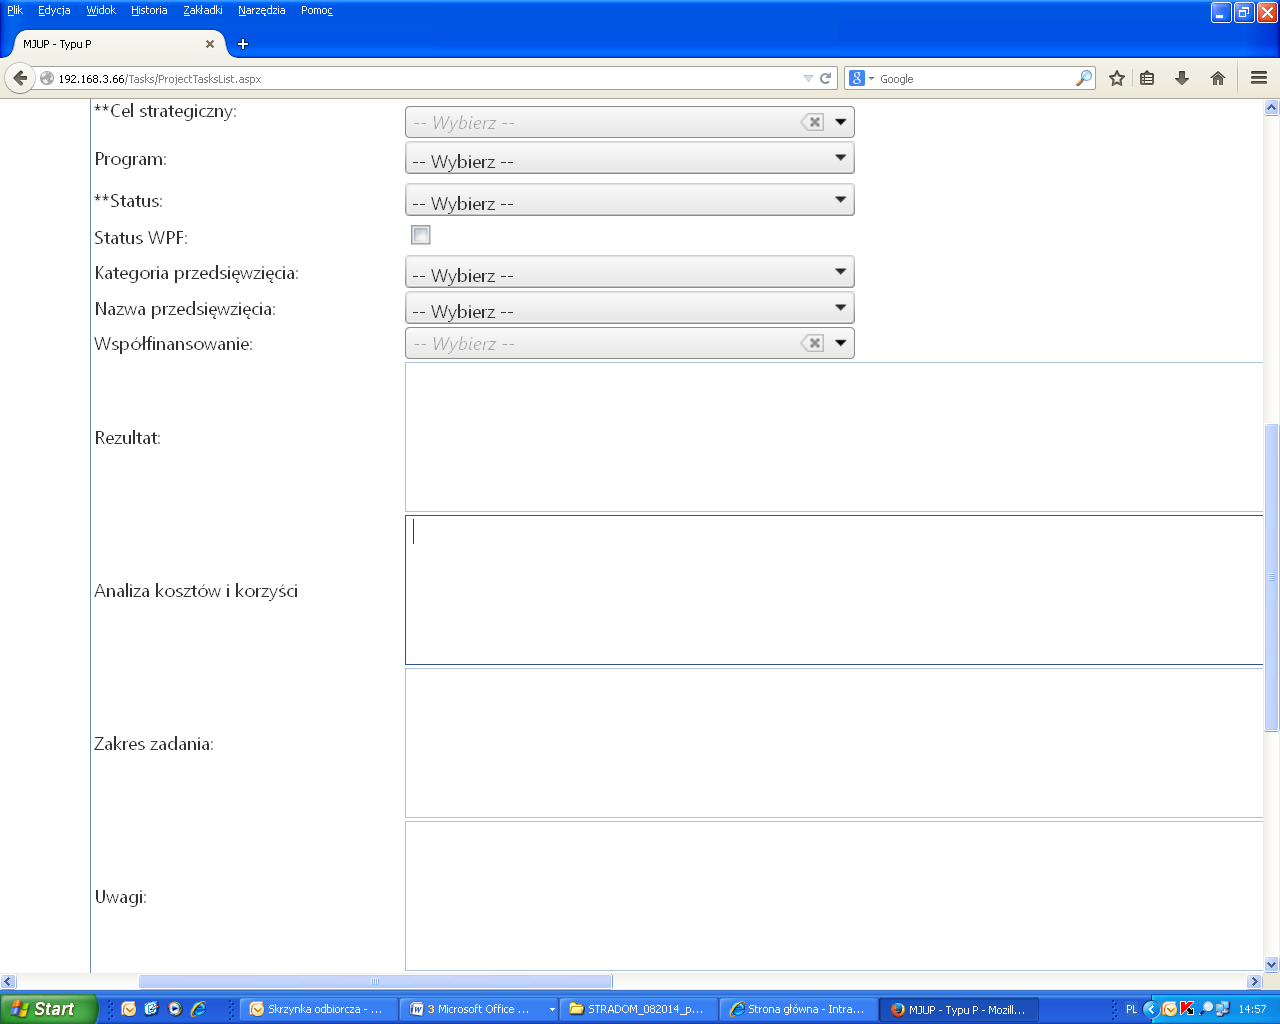 Plik Edycja Widok Historia Zakładki Narzędzia Pomoc
MJUP - Typu P
192.168.3.66/Tasks/ProjectTasksList.aspx
Google
**Cel strategiczny:
-- Wybierz --
Program:
-- Wybierz --
**Status:
-- Wybierz --
Status WPF:
Kategoria przedsięwzięcia:
-- Wybierz --
Nazwa przedsięwzięcia:
-- Wybierz --
Współfinansowanie:
-- Wybierz --
Rezultat:
Analiza kosztów i korzyści
Zakres zadania:
Uwagi:
Start
Skrzynka odbiorcza - ...
3 Microsoft Office ...
STRADOM_082014_p...
Strona główna - Intra...
MJUP - Typu P - Mozill...
PL
14:57